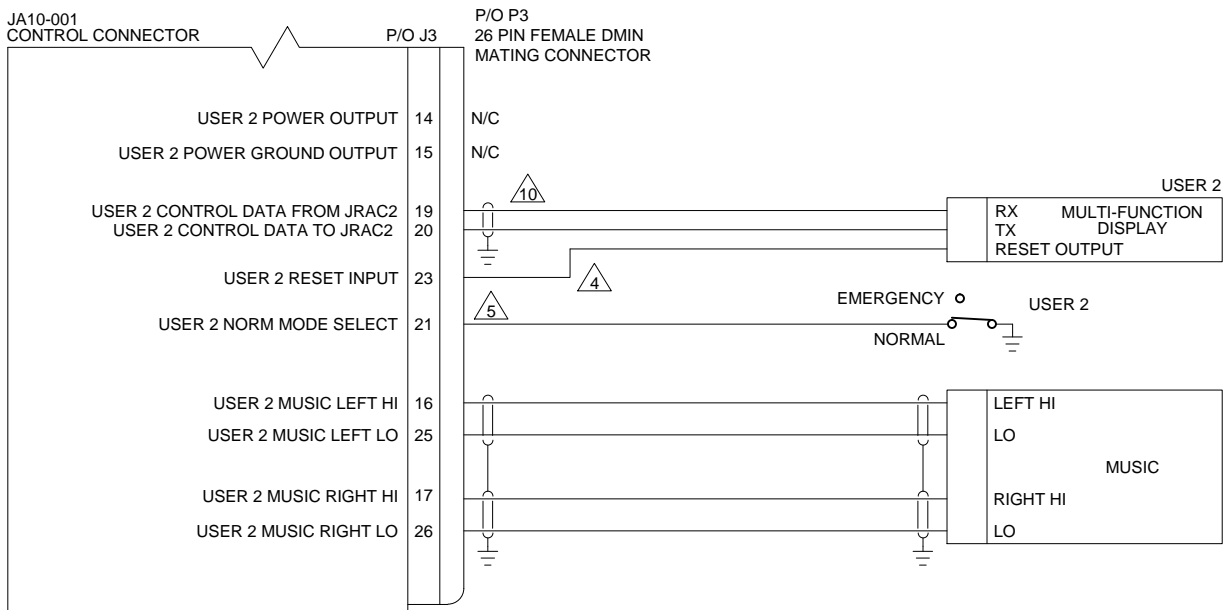 JA10-001
CONTROL CONNECTOR
P/O J3
P/O P3
26 PIN FEMALE DMIN
MATING CONNECTOR
USER 2 POWER OUTPUT 14 N/C
USER 2 POWER GROUND OUTPUT 15 N/C
10
USER 2
USER 2 CONTROL DATA FROM JRAC2 19 RX MULTI-FUNCTION
USER 2 CONTROL DATA TO JRAC2 20 TX DISPLAY
RESET OUTPUT
USER 2 RESET INPUT 23 4
EMERGENCY USER 2
5
USER 2 NORM MODE SELECT 21
NORMAL
USER 2 MUSIC LEFT HI 16 LEFT HI
USER 2 MUSIC LEFT LO 25 LO
MUSIC
USER 2 MUSIC RIGHT HI 17 RIGHT HI
USER 2 MUSIC RIGHT LO 26 LO